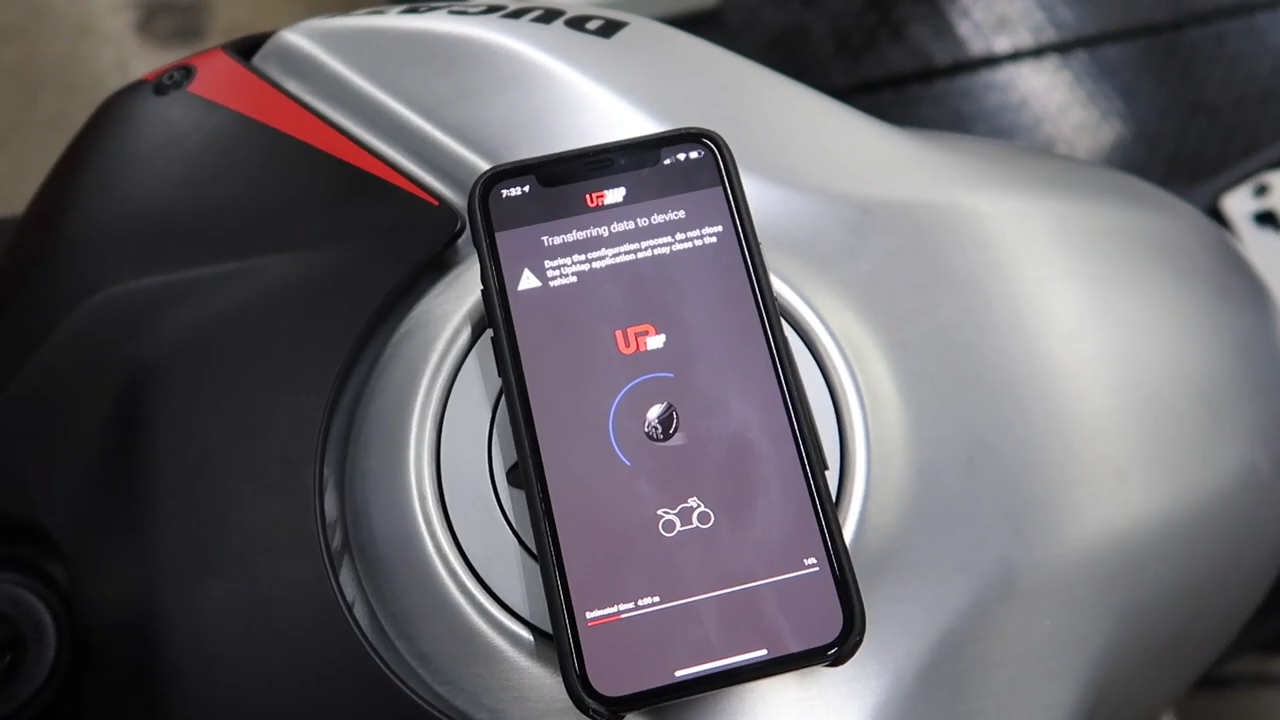 DUCATI
7:32
UPMAP
Transferring data to device
During the configuration process, do not close
the UpMap application and stay close to the
vehicle
UPMAP
14%
Estimated time: 4:00 m